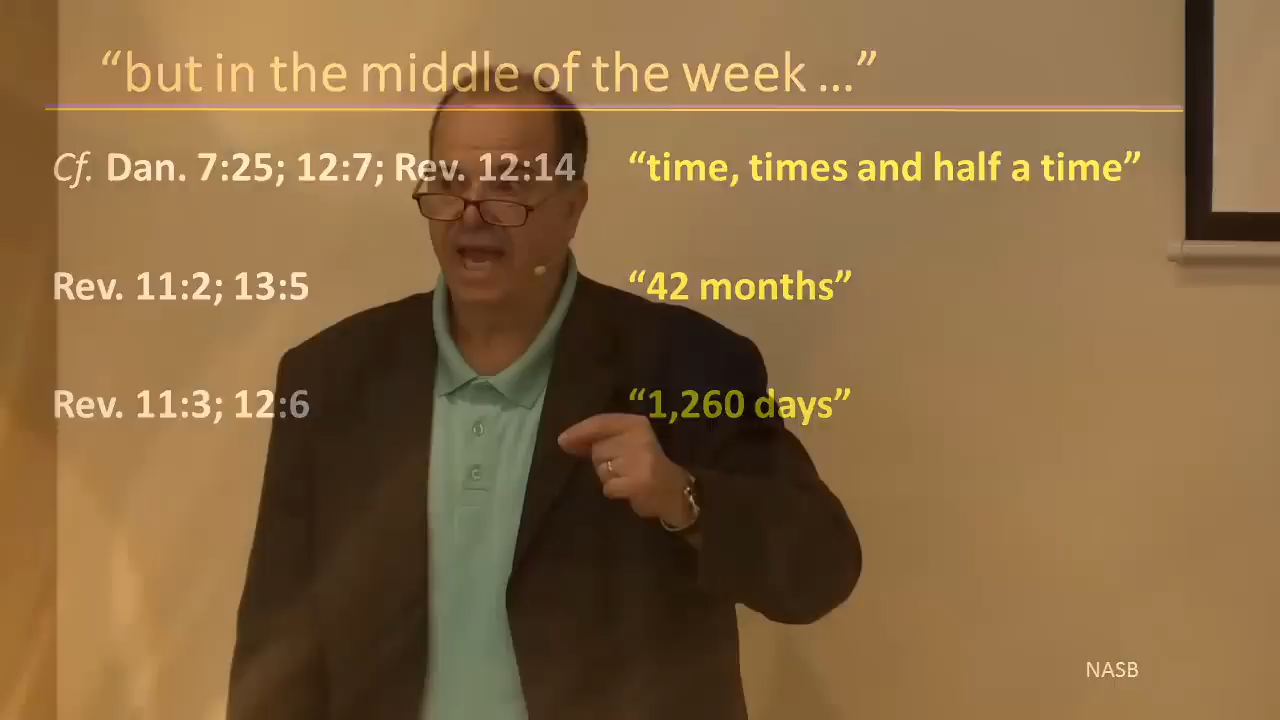 “but in the middle of the week ...”
Cf. Dan. 7:25; 12:7; Rev. 12:14 “time, times and half a time”
Rev. 11:2; 13:5 “42 months”
Rev. 11:3; 12:6 “1,260 days”
NASB